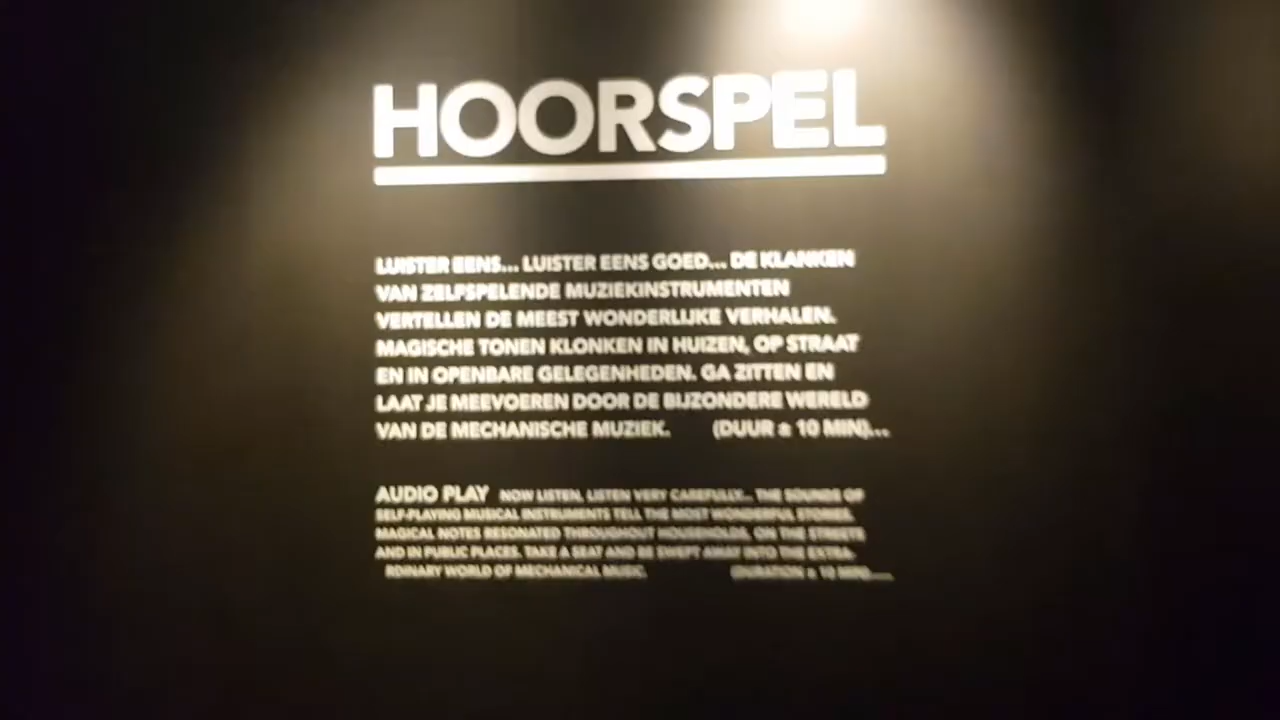 HOORSPEL
LUISTER EENS... LUISTER EENS GOED... DE KLANKEN
VAN ZELFSPELENDE MUZIEKINSTRUMENTEN
VERTELLEN DE MEEST WONDERLIJKE VERHALEN.
MAGISCHE TONEN KLONKEN IN HUIZEN, OP STRAAT
EN IN OPENBARE GELEGENHEDEN. GA ZITTEN EN
LAAT JE MEEVOEREN DOOR DE BIJZONDERE WERELD
VAN DE MECHANISCHE MUZIEK. (DUUR ± 10 MIN)...
AUDIO PLAY NOW LISTEN, LISTEN VERY CAREFULLY... THE SOUNDS OF
SELF-PLAYING MUSICAL INSTRUMENTS TELL THE MOST WONDERFUL STORIES.
MAGICAL NOTES RESONATED THROUGHOUT HOUSEHOLDS, ON THE STREETS
AND IN PUBLIC PLACES. TAKE A SEAT AND BE SWEPT AWAY INTO THE EXTRA-
RDINARY WORLD OF MECHANICAL MUSIC. (DURATION ± 10 MIN)....